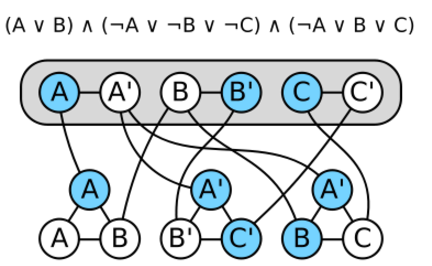 (A ∨ B) ∧ (¬A ∨ ¬B ∨ ¬C) ∧ (¬A ∨ B ∨ C)
A A' B B' C C'
A A' A'
A B B' C' B C